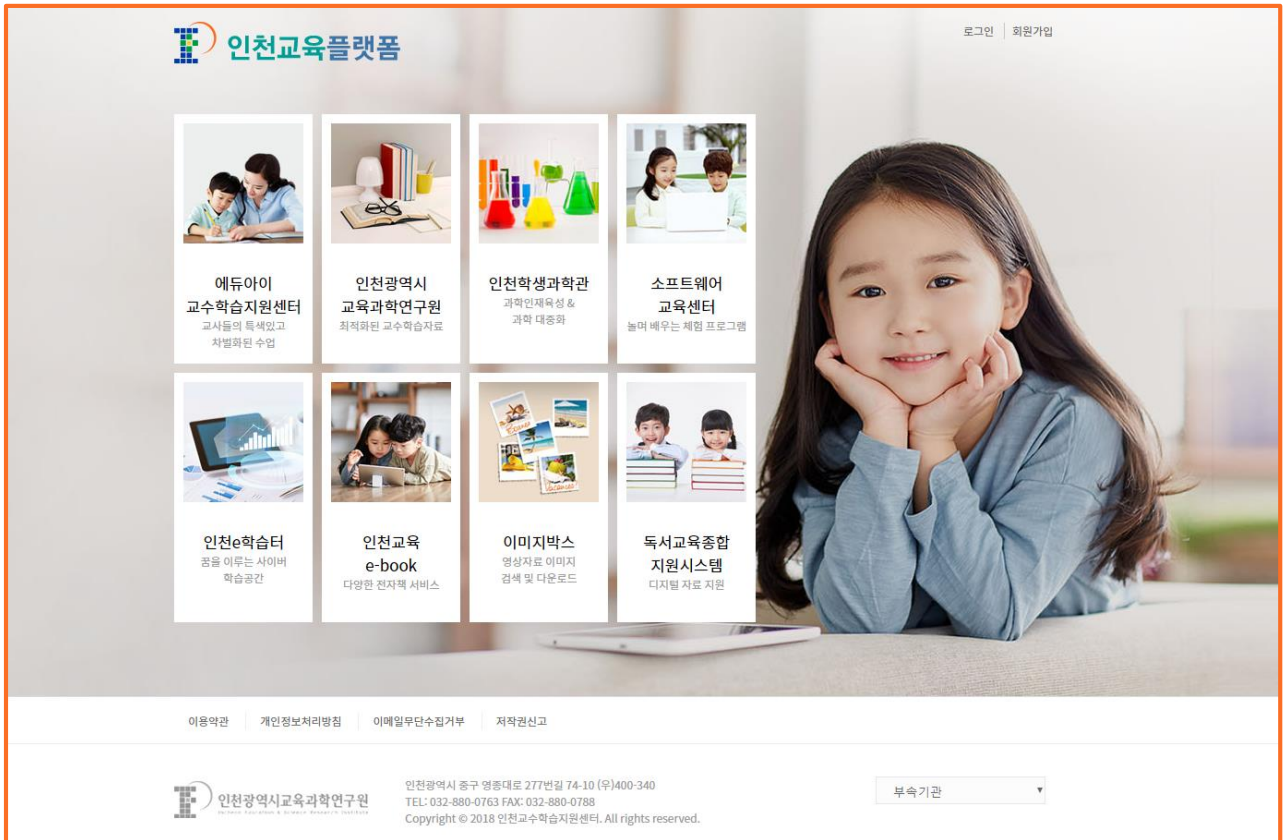 인천교육플랫폼
로그인 회원가입
에듀아이
교수학습지원센터
교사들의 특색있고
차별화된 수업
인천광역시
교육과학연구원
최적화된 교수학습자료
인천학생과학관
과학인재육성 &
과학 대중화
소프트웨어
교육센터
놀며 배우는 체험 프로그램
인천e학습터
꿈을 이루는 사이버
학습공간
인천교육
e-book
다양한 전자책 서비스
이미지박스
영상자료 이미지
검색 및 다운로드
독서교육종합
지원시스템
디지털 자료 지원
이용약관 개인정보처리방침 이메일무단수집거부 저작권신고
인천광역시교육과학연구원
인천광역시 중구 영종대로 277번길 74-10 (우)400-340
TEL: 032-880-0763 FAX: 032-880-0788
Copyright © 2018 인천교수학습지원센터. All rights reserved.
부속기관